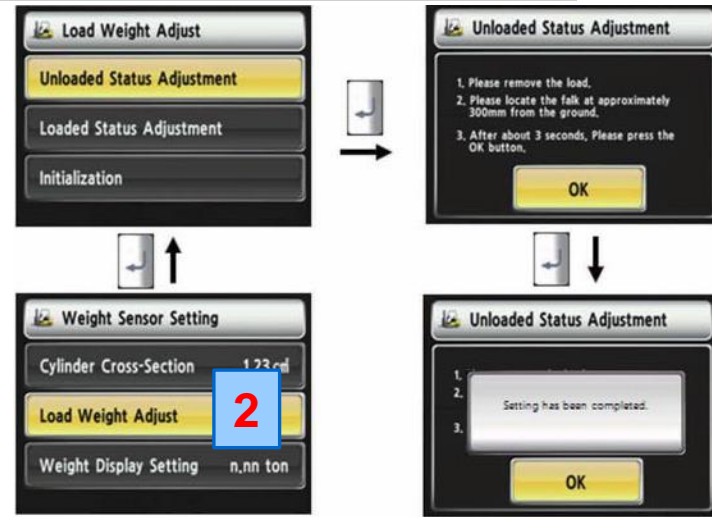 Load Weight Adjust
Unloaded Status Adjustment
Loaded Status Adjustment
Initialization
Unloaded Status Adjustment
1. Please remove the load.
2. Please locate the falk at approximately
300mm from the ground.
3. After about 3 seconds, Please press the
OK button.
OK
Weight Sensor Setting
Cylinder Cross-Section 1.23 ㎠
Load Weight Adjust 2
Weight Display Setting n.nn ton
Unloaded Status Adjustment
1.
2.
3.
Setting has been completed.
OK